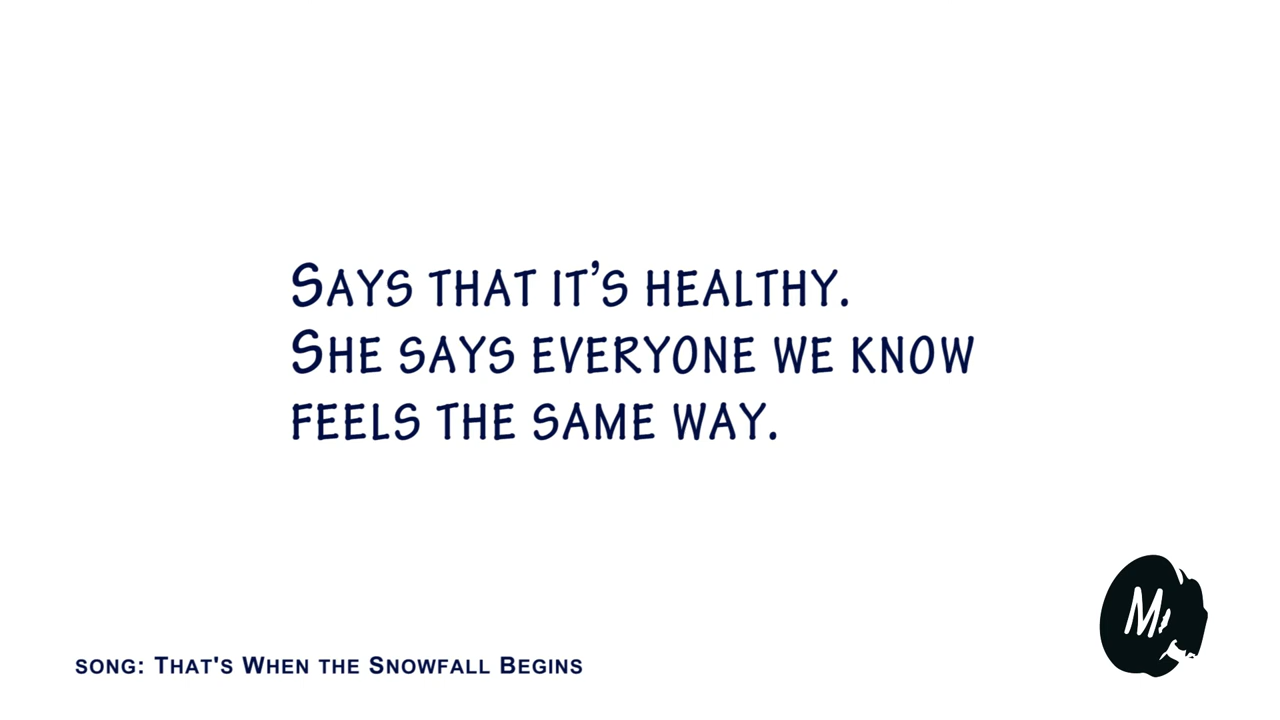 Says that it’s healthy.
She says everyone we know
feels the same way.
M
song: That's When the Snowfall Begins